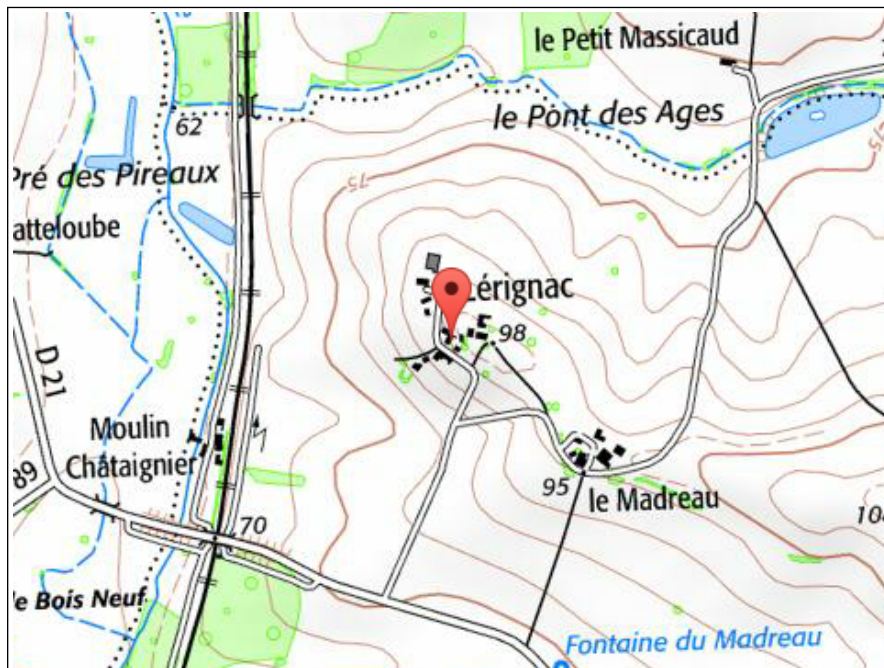 le Petit Massicaud
le Pont des Ages
62
Pré des Pireaux
75
75
atteloube
Lérignac
98
D 21
Moulin
Châtaignier
89
95
le Madreau
70
10
le Bois Neuf
Fontaine du Madreau